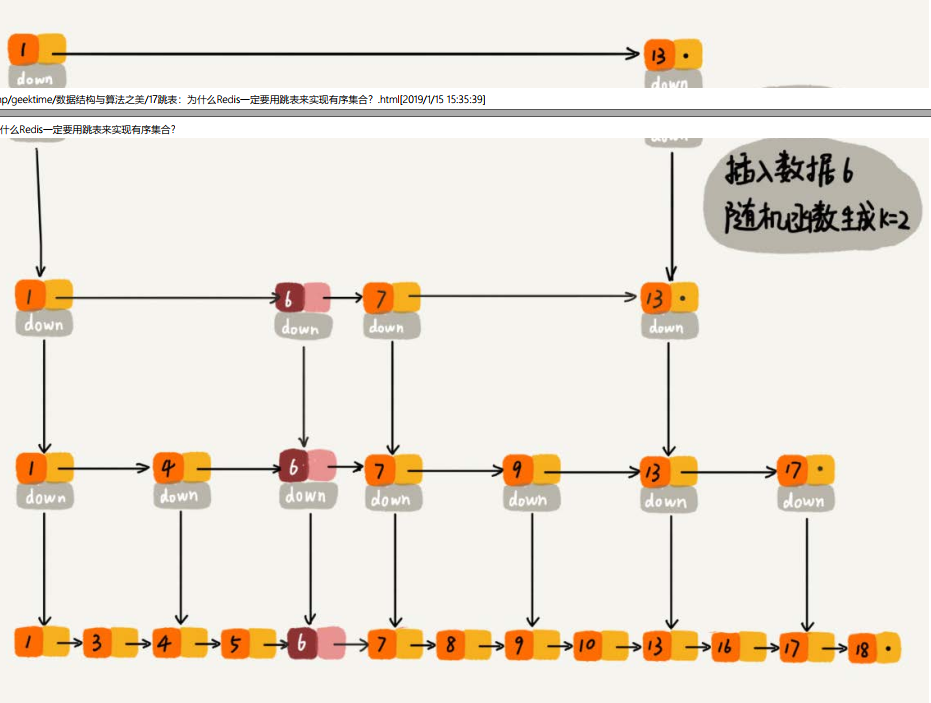 1 13
down down
np/geektime/数据结构与算法之美/17跳表：为什么Redis一定要用跳表来实现有序集合？.html[2019/1/15 15:35:39]
什么Redis一定要用跳表来实现有序集合？
down
插入数据6
随机函数生成k=2
1 6 7 13
down down down down
1 4 6 7 9 13 17
down down down down down down down
1 3 4 5 6 7 8 9 10 13 16 17 18